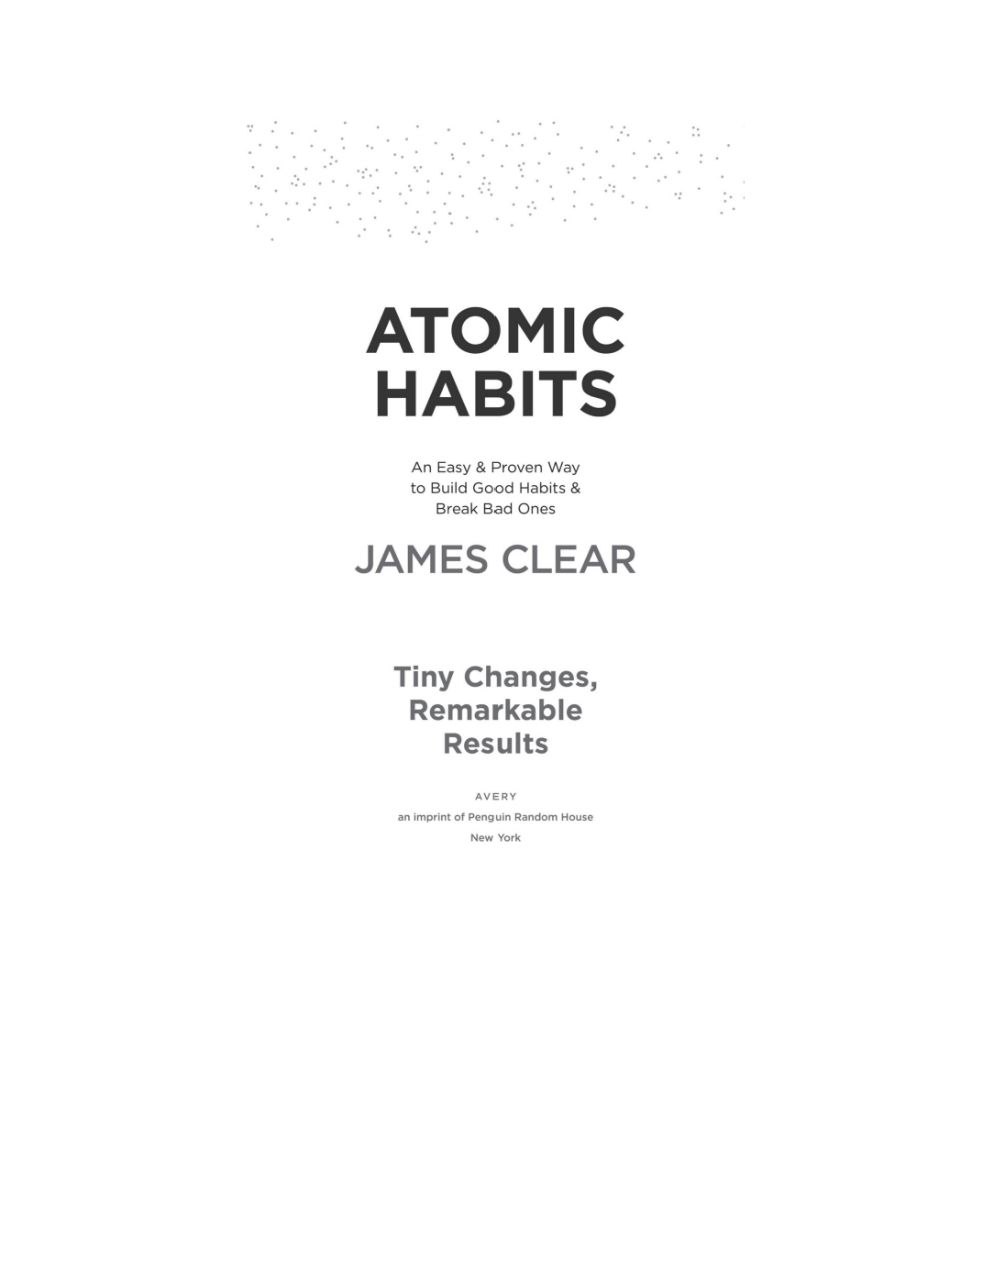 ATOMIC
HABITS
An Easy & Proven Way
to Build Good Habits &
Break Bad Ones
JAMES CLEAR
Tiny Changes,
Remarkable
Results
AVERY
an imprint of Penguin Random House
New York